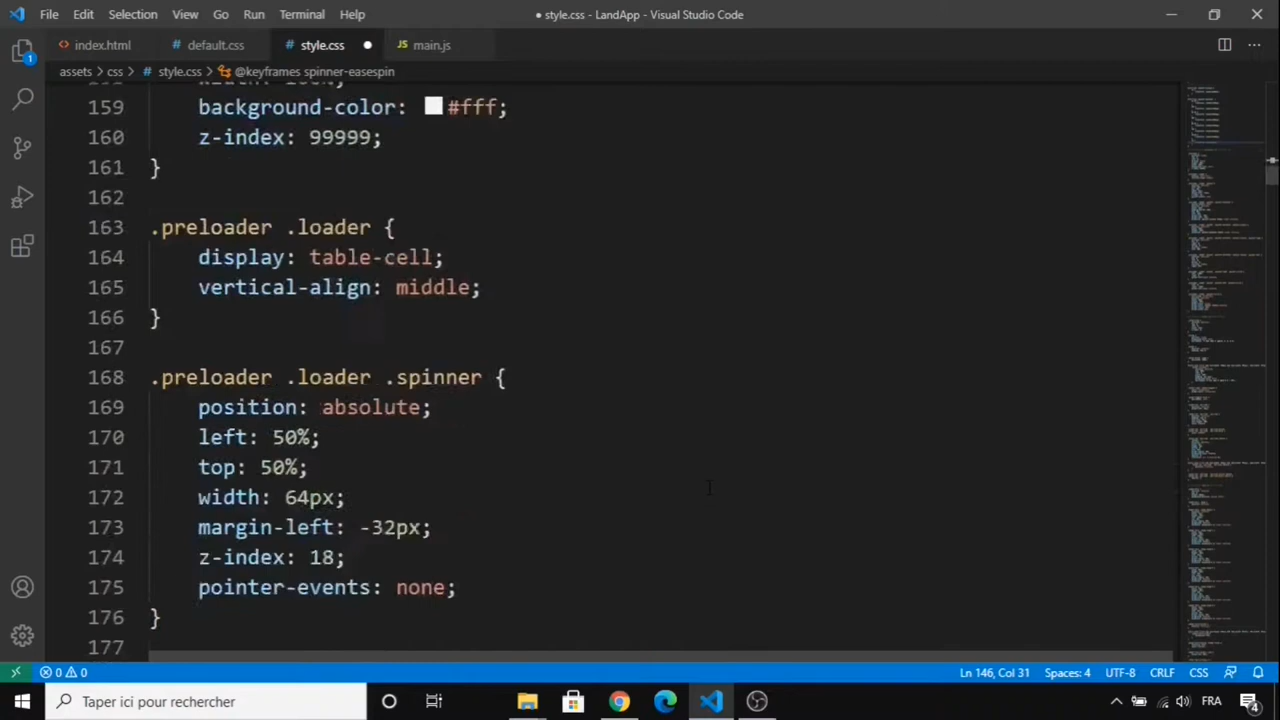 File Edit Selection View Go Run Terminal Help
● style.css - LandApp - Visual Studio Code
index.html default.css style.css JS main.js
assets > css > style.css > @keyframes spinner-easespin
1
159 background-color: #fff;
160 z-index: 99999;
161 }
162
163 .preloader .loader {
164 display: table-cell;
165 vertical-align: middle;
166 }
167
168 .preloader .loader .spinner {
169 position: absolute;
170 left: 50%;
171 top: 50%;
172 width: 64px;
173 margin-left: -32px;
174 z-index: 18;
175 pointer-events: none;
176 }
177
0 0 Ln 146, Col 31 Spaces: 4 UTF-8 CRLF CSS
Taper ici pour rechercher FRA 4